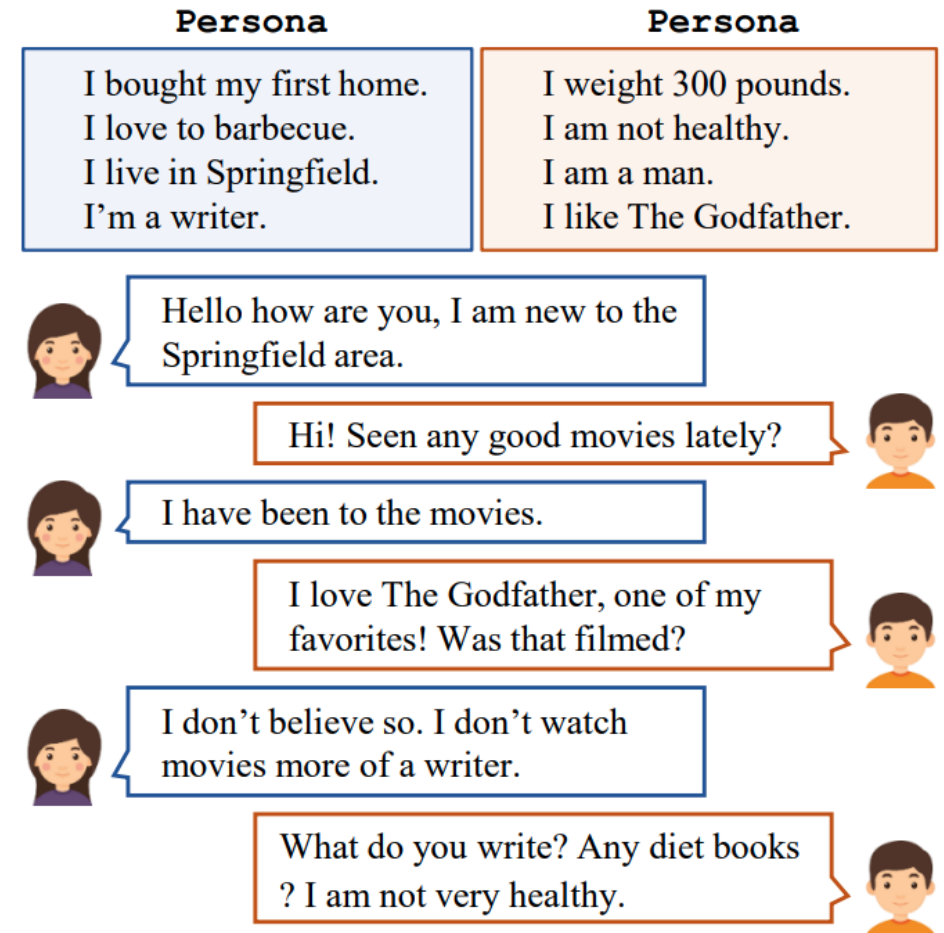 Persona
Persona
I bought my first home.
I love to barbecue.
I live in Springfield.
I'm a writer.
I weight 300 pounds.
I am not healthy.
I am a man.
I like The Godfather.
Hello how are you, I am new to the
Springfield area.
Hi! Seen any good movies lately?
I have been to the movies.
I love The Godfather, one of my
favorites! Was that filmed?
I don't believe so. I don't watch
movies more of a writer.
What do you write? Any diet books
? I am not very healthy.